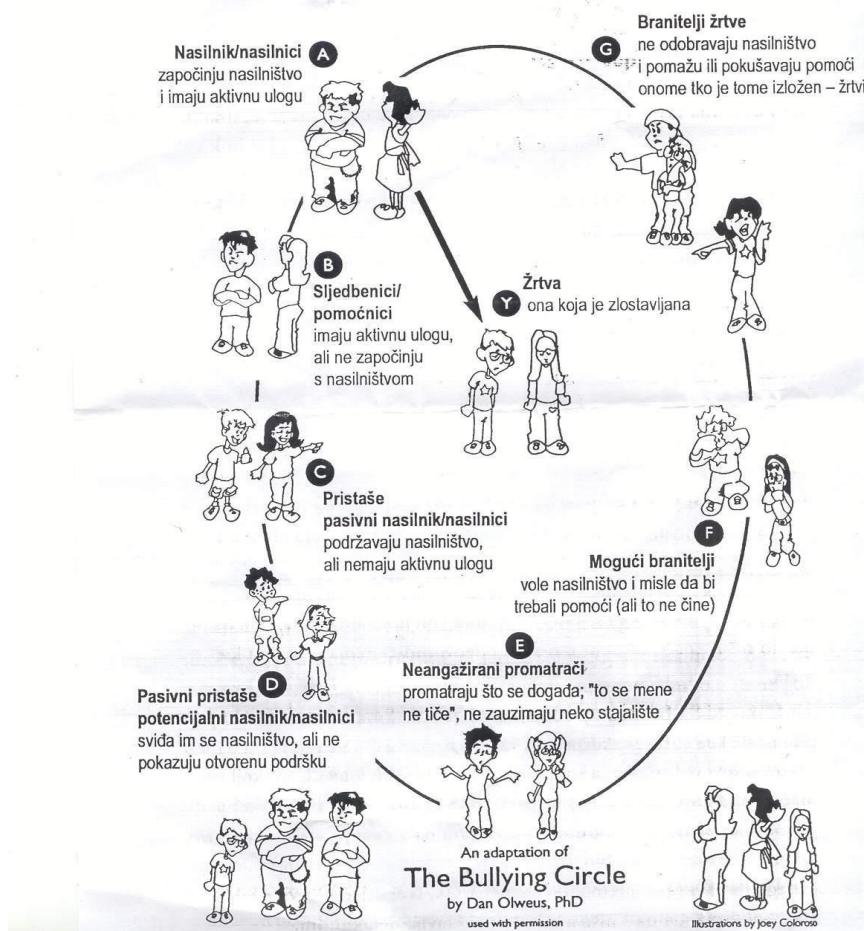 Nasilnik/nasilnici
započinju nasilništvo
i imaju aktivnu ulogu
A
G
Branitelji žrtve
ne odobravaju nasilništvo
i pomažu ili pokušavaju pomoći
onome tko je tome izložen – žrtvi
B
Sljedbenici/
pomoćnici
imaju aktivnu ulogu,
ali ne započinju
s nasilništvom
Žrtva
Y ona koja je zlostavljana
C
Pristaše
pasivni nasilnik/nasilnici
podržavaju nasilništvo,
ali nemaju aktivnu ulogu
F
Mogući branitelji
vole nasilništvo i misle da bi
trebali pomoći (ali to ne čine)
E
Neangažirani promatrači
promatraju što se događa; "to se mene
ne tiče", ne zauzimaju neko stajalište
Pasivni pristaše D
potencijalni nasilnik/nasilnici
sviđa im se nasilništvo, ali ne
pokazuju otvorenu podršku
An adaptation of
The Bullying Circle
by Dan Olweus, PhD
used with permission
Illustrations by Joey Coloroso